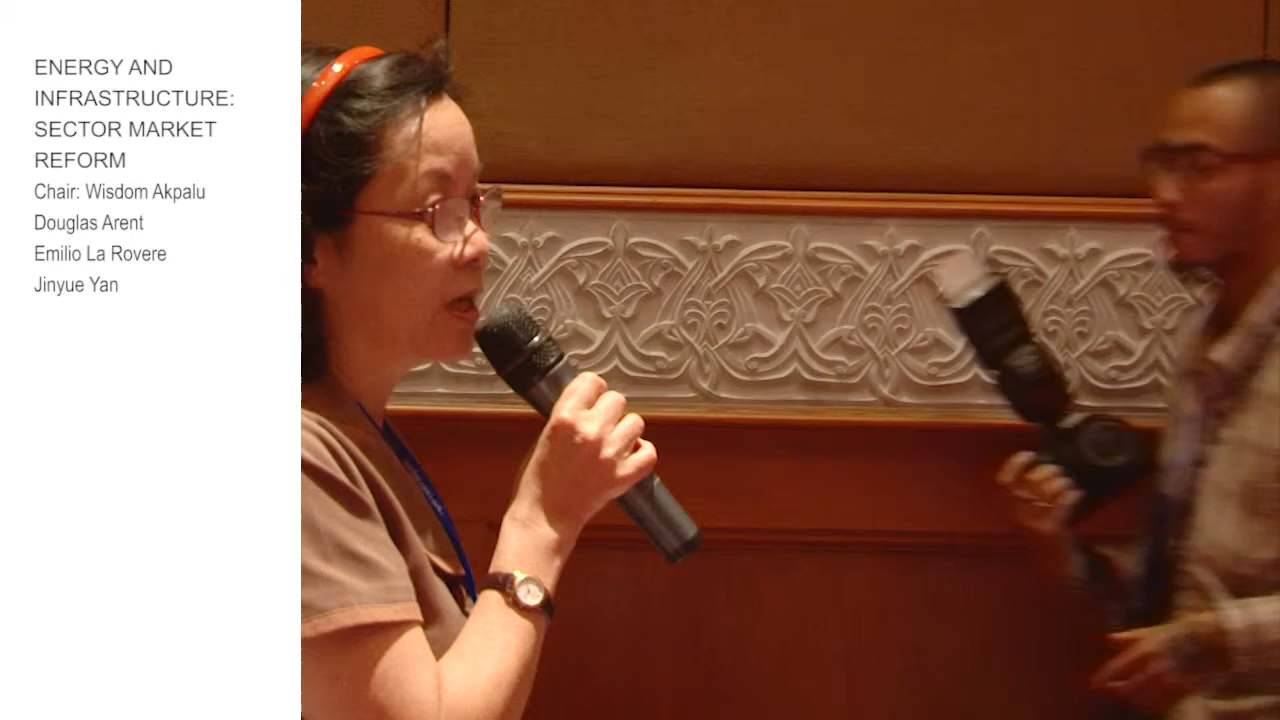 ENERGY AND
INFRASTRUCTURE:
SECTOR MARKET
REFORM
Chair: Wisdom Akpalu
Douglas Arent
Emilio La Rovere
Jinyue Yan